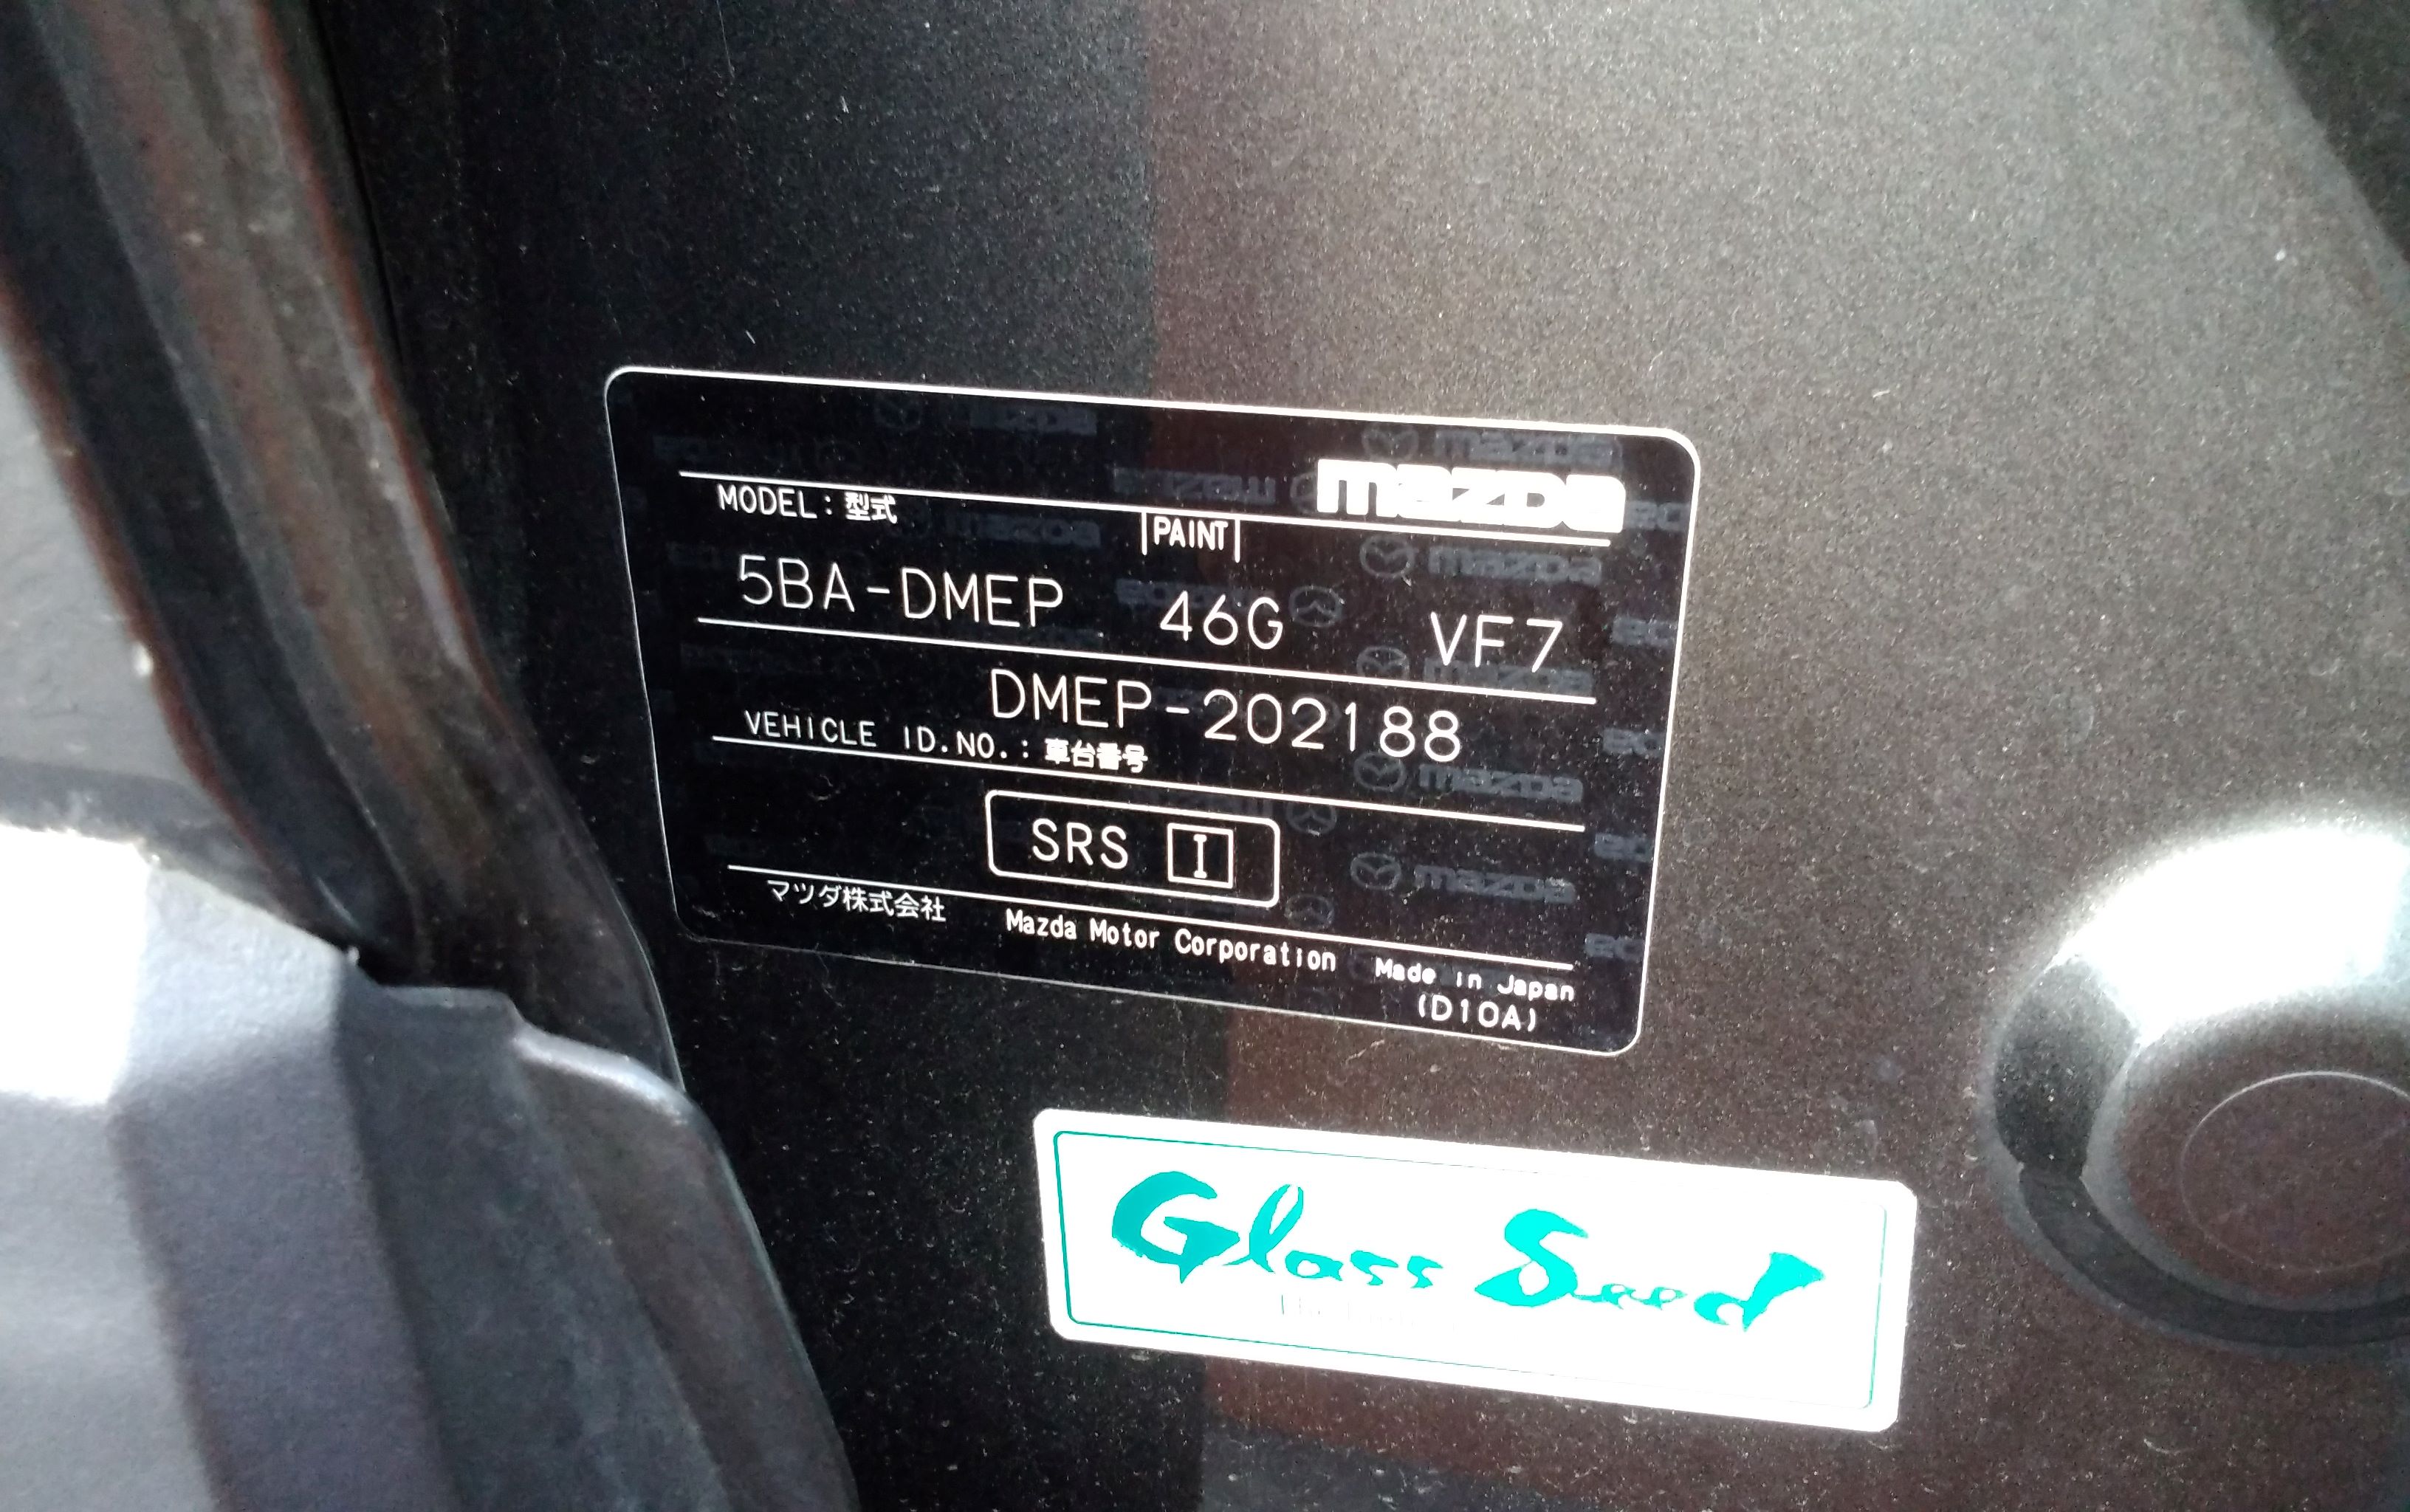 mazda
MODEL : 型式
PAINT
5BA-DMEP 46G VF7
DMEP-202188
VEHICLE ID.NO. : 車台番号
SRS I
マツダ株式会社 Mazda Motor Corporation Made in Japan
(D10A)
Glass Seed